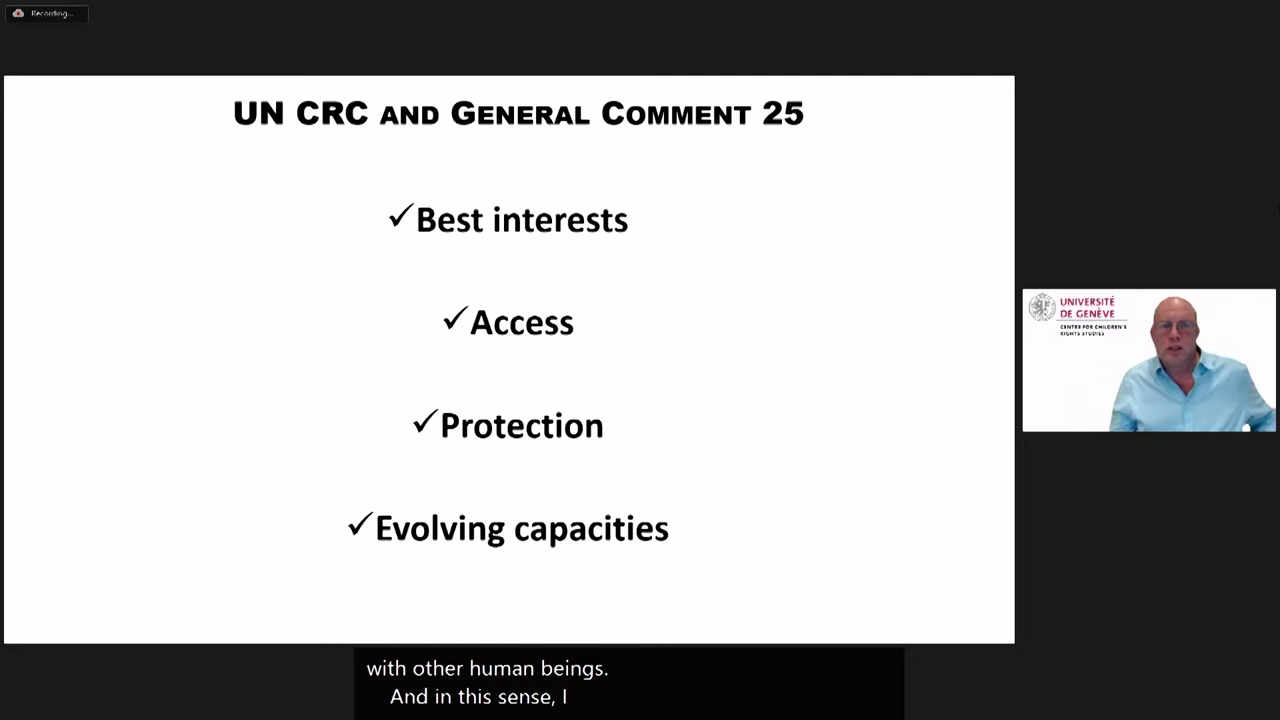 Recording...
UN CRC AND GENERAL COMMENT 25
✓Best interests
✓Access
✓Protection
✓Evolving capacities
UNIVERSITÉ
DE GENÈVE
CENTRE FOR CHILDREN'S
RIGHTS STUDIES
with other human beings.
And in this sense, I